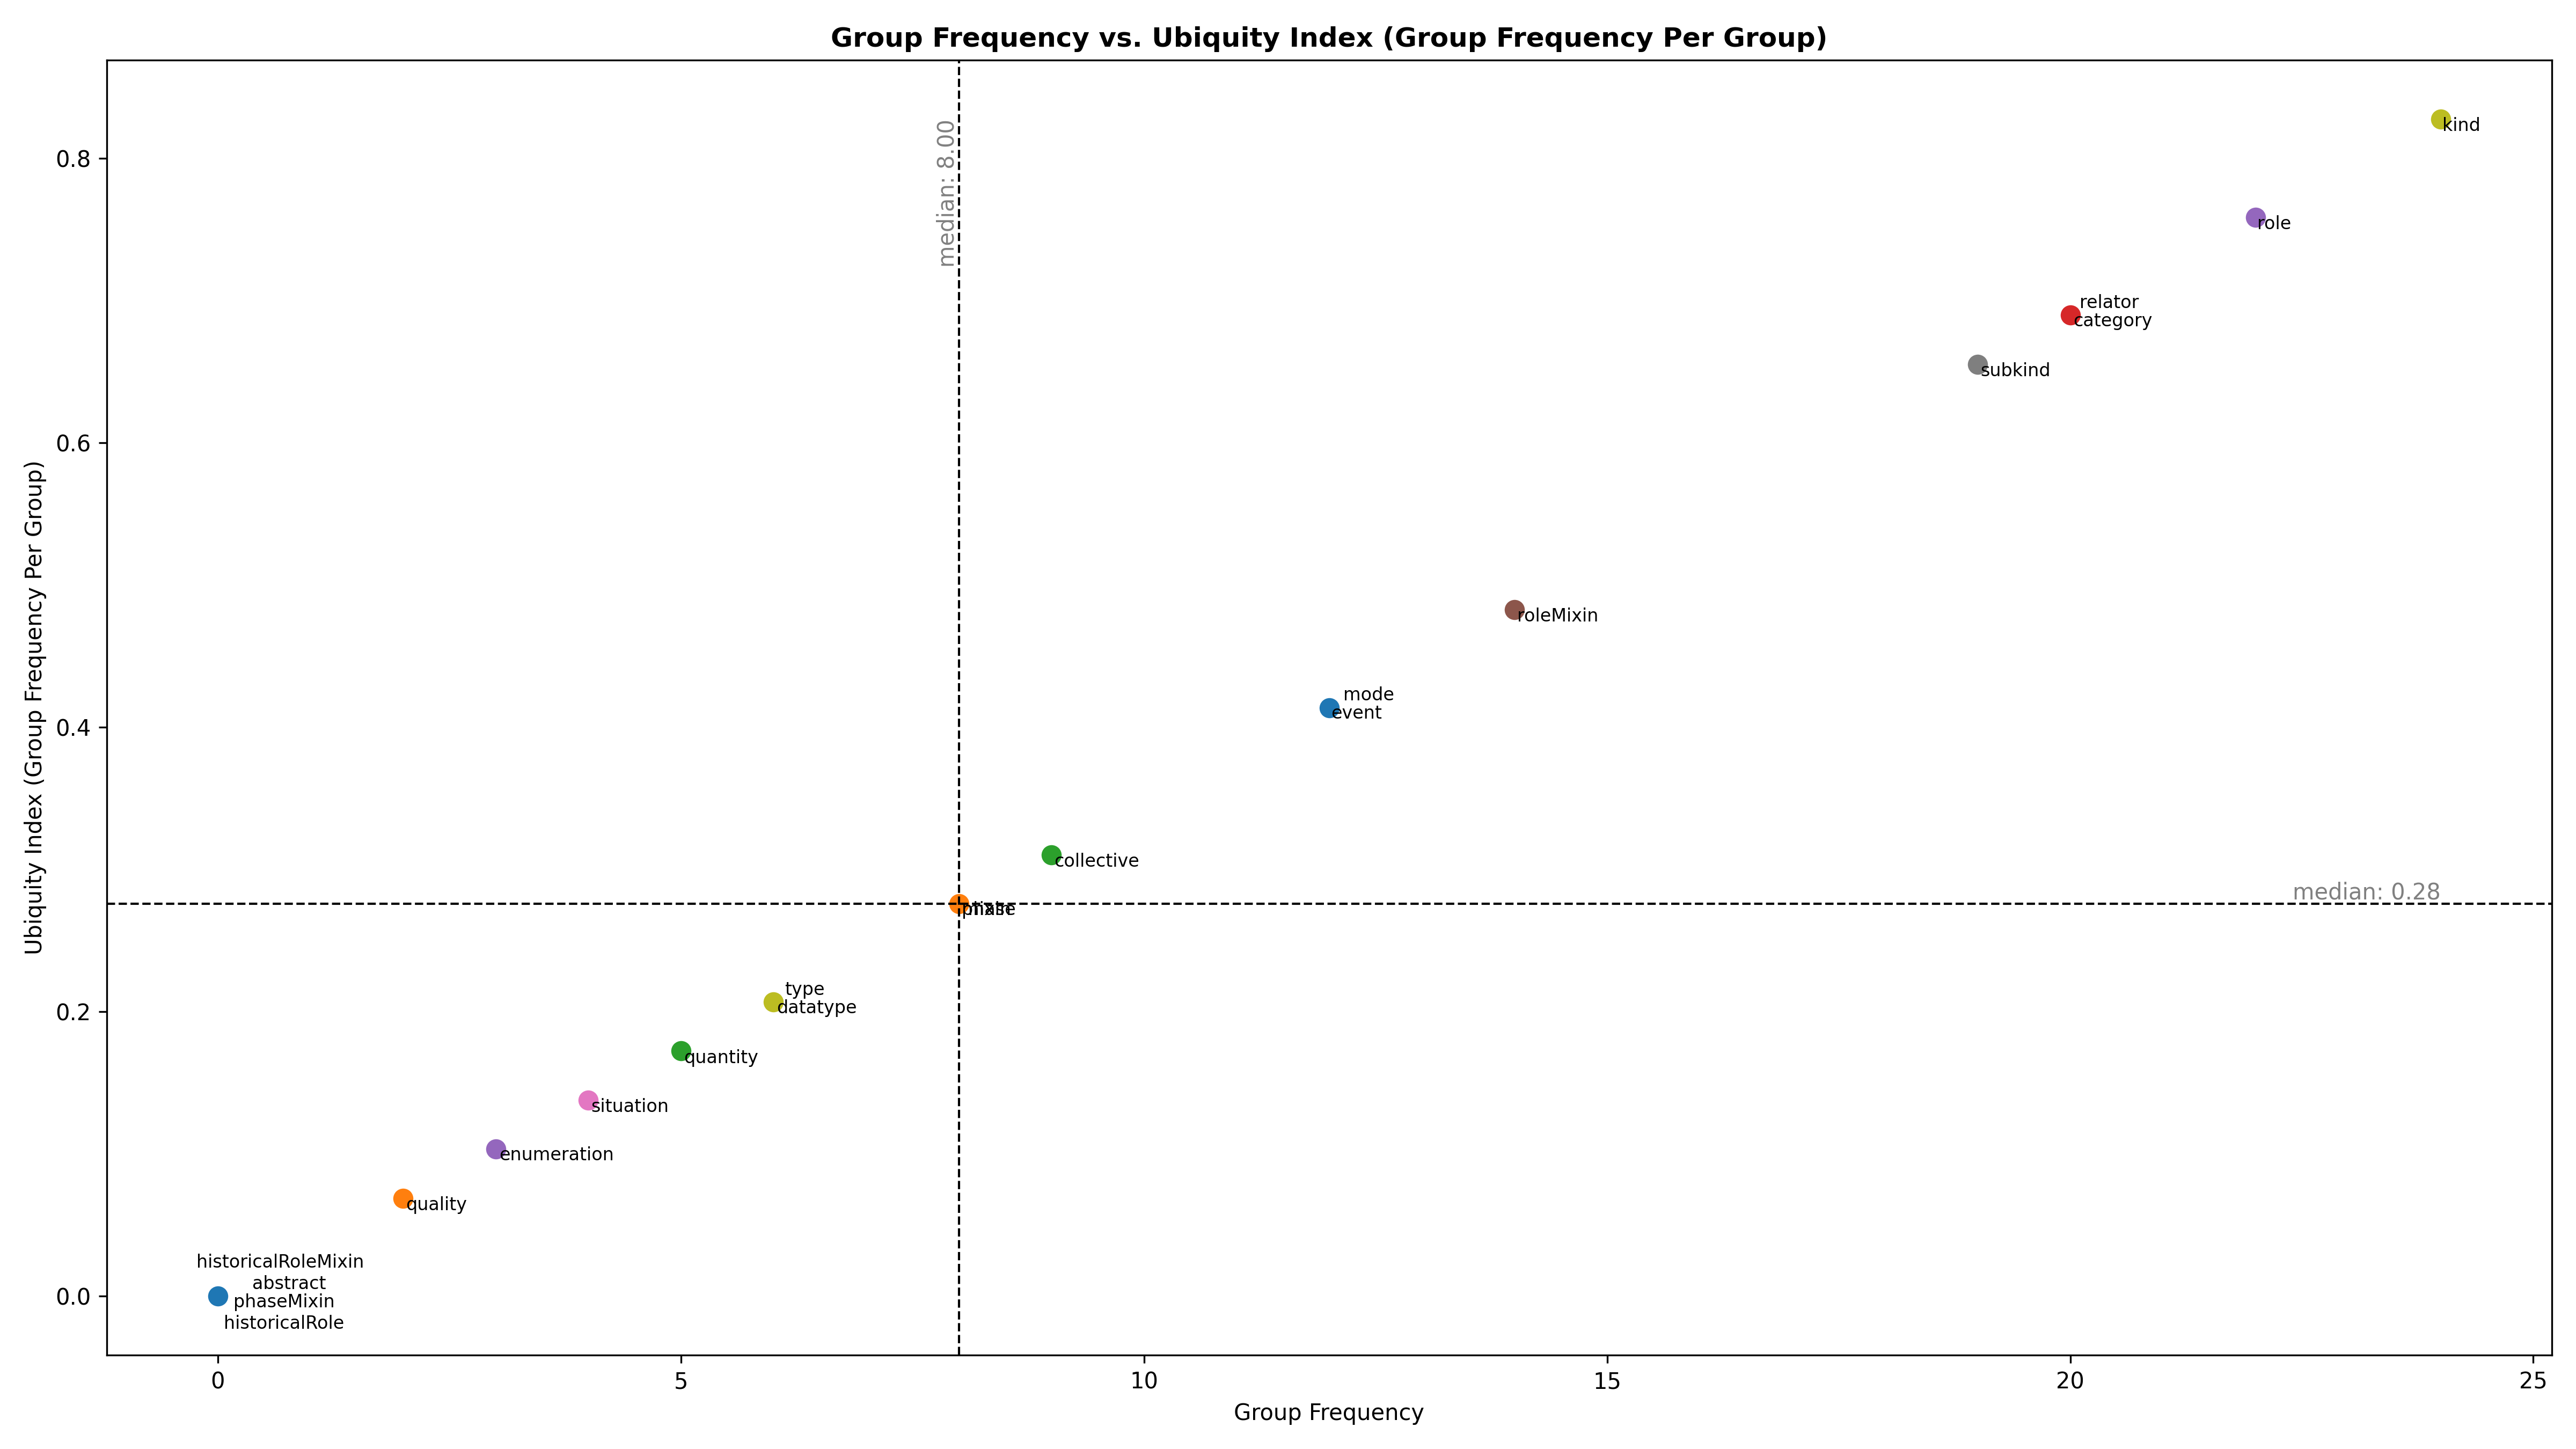 Group Frequency vs. Ubiquity Index (Group Frequency Per Group)
Ubiquity Index (Group Frequency Per Group)
0.8
0.6
0.4
0.2
0.0
median: 8.00
kind
role
relator
category
subkind
roleMixin
mode
event
collective
median: 0.28
phase
mixin
type
datatype
quantity
situation
enumeration
quality
historicalRoleMixin
abstract
phaseMixin
historicalRole
0
5
10
15
20
25
Group Frequency